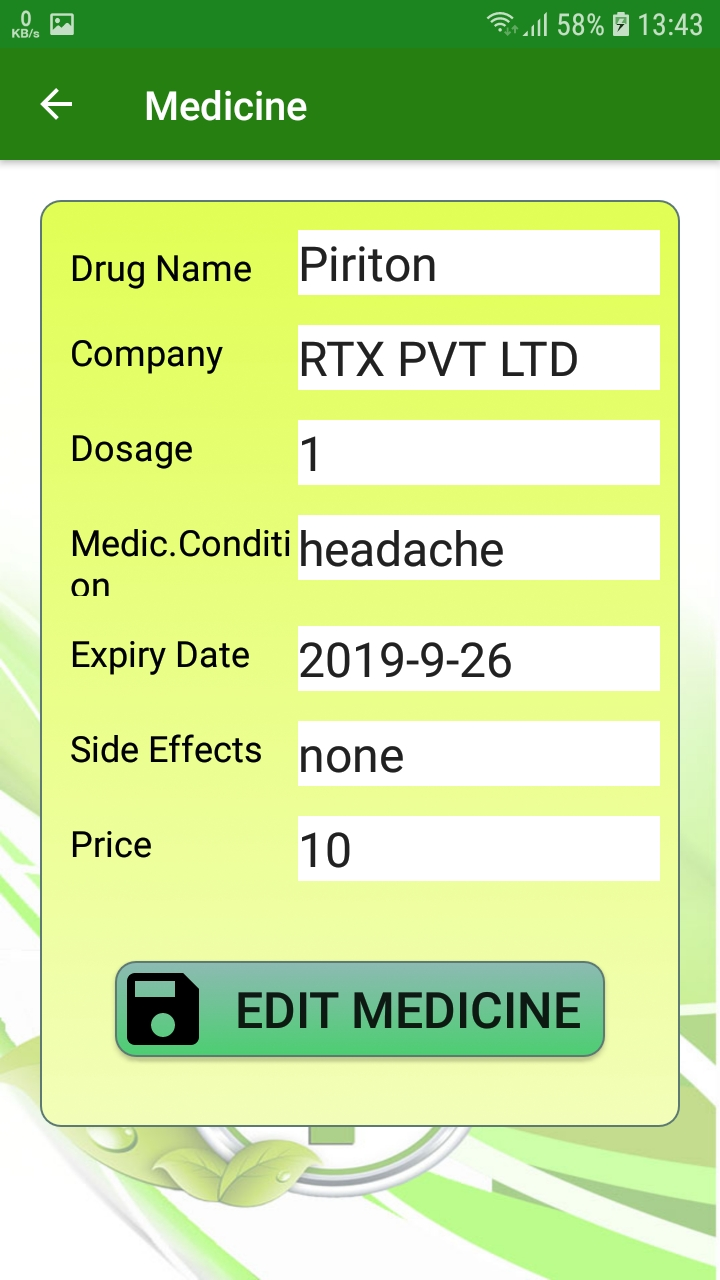 0
KB/s
58%
13:43
Medicine
Drug Name
Piriton
Company
RTX PVT LTD
Dosage
1
Medic.Conditi
on
headache
Expiry Date
2019-9-26
Side Effects
none
Price
10
EDIT MEDICINE